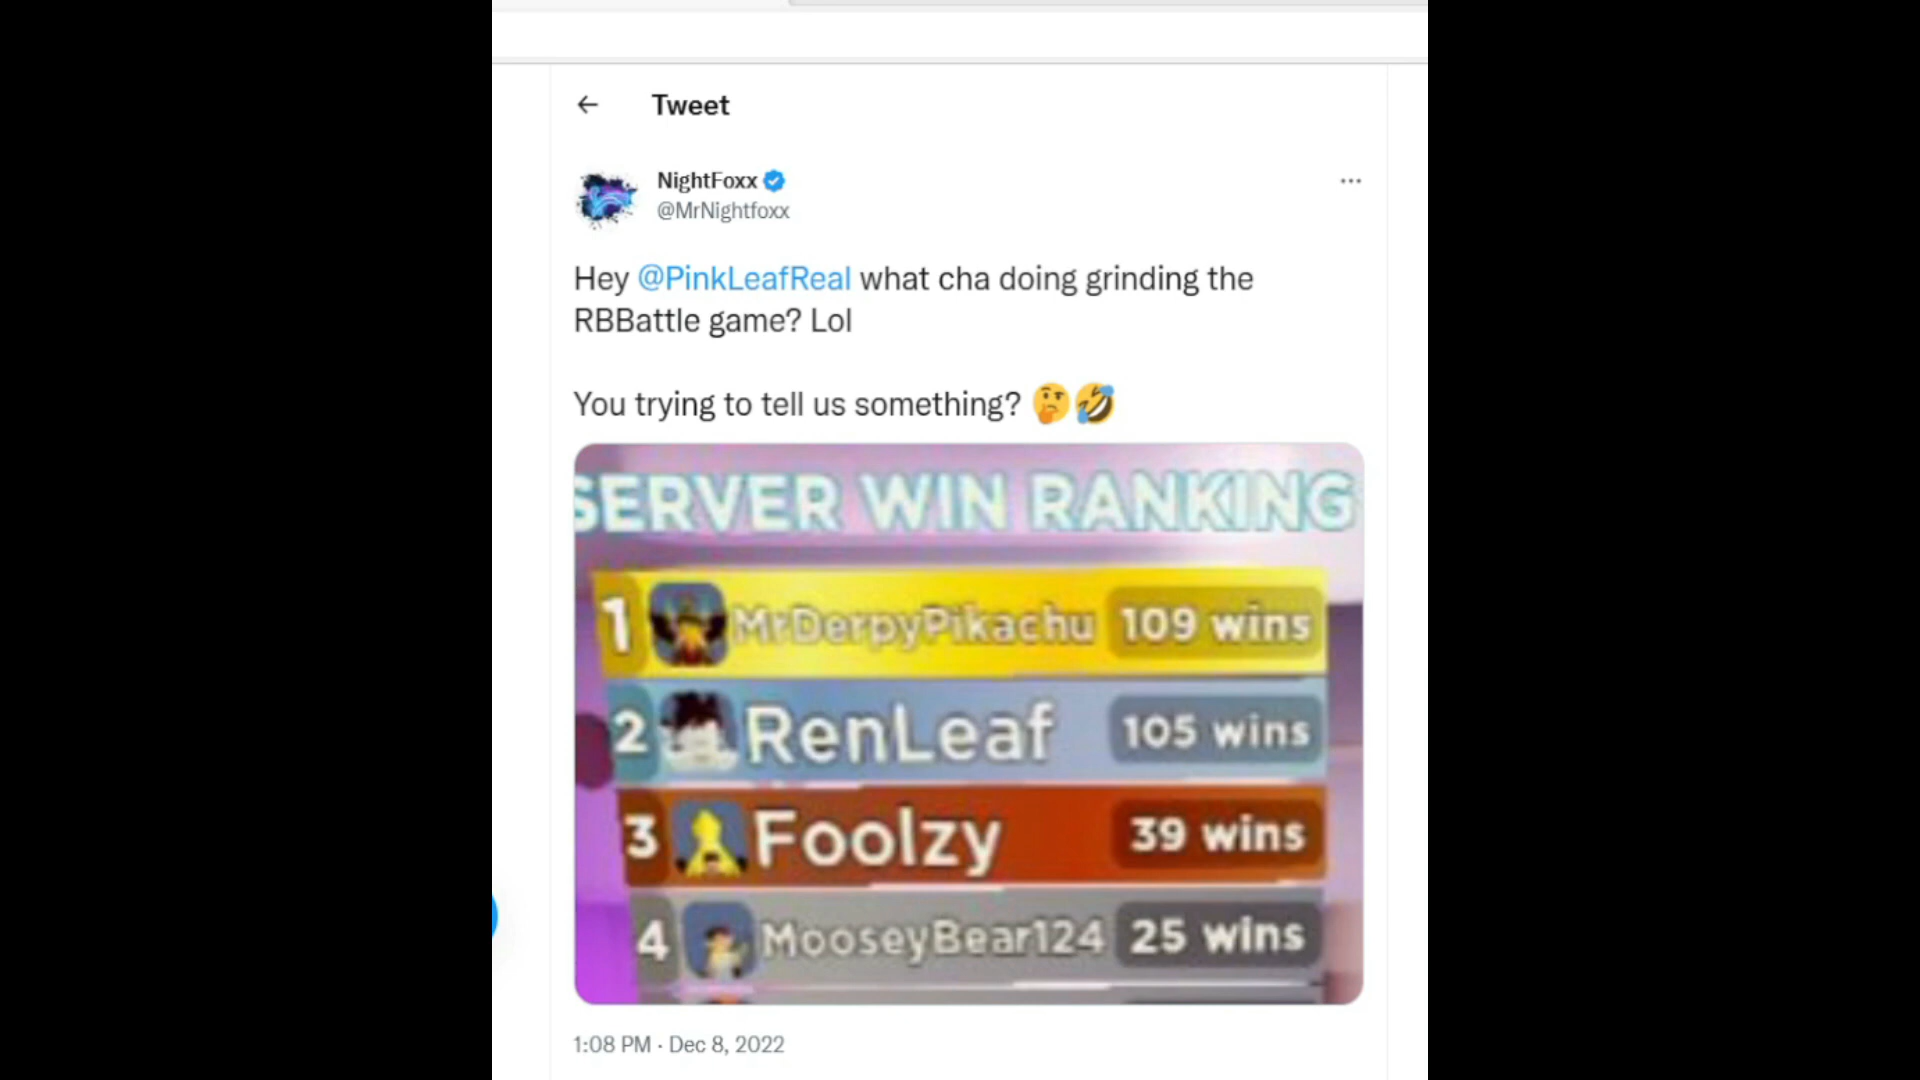 Tweet
NightFoxx
@MrNightfoxx
Hey @PinkLeafReal what cha doing grinding the
RBBattle game? Lol
You trying to tell us something? 🤔🤣
SERVER WIN RANKING
1 MrDerpyPikachu 109 wins
2 RenLeaf 105 wins
3 Foolzy 39 wins
4 MooseyBear124 25 wins
1:08 PM · Dec 8, 2022